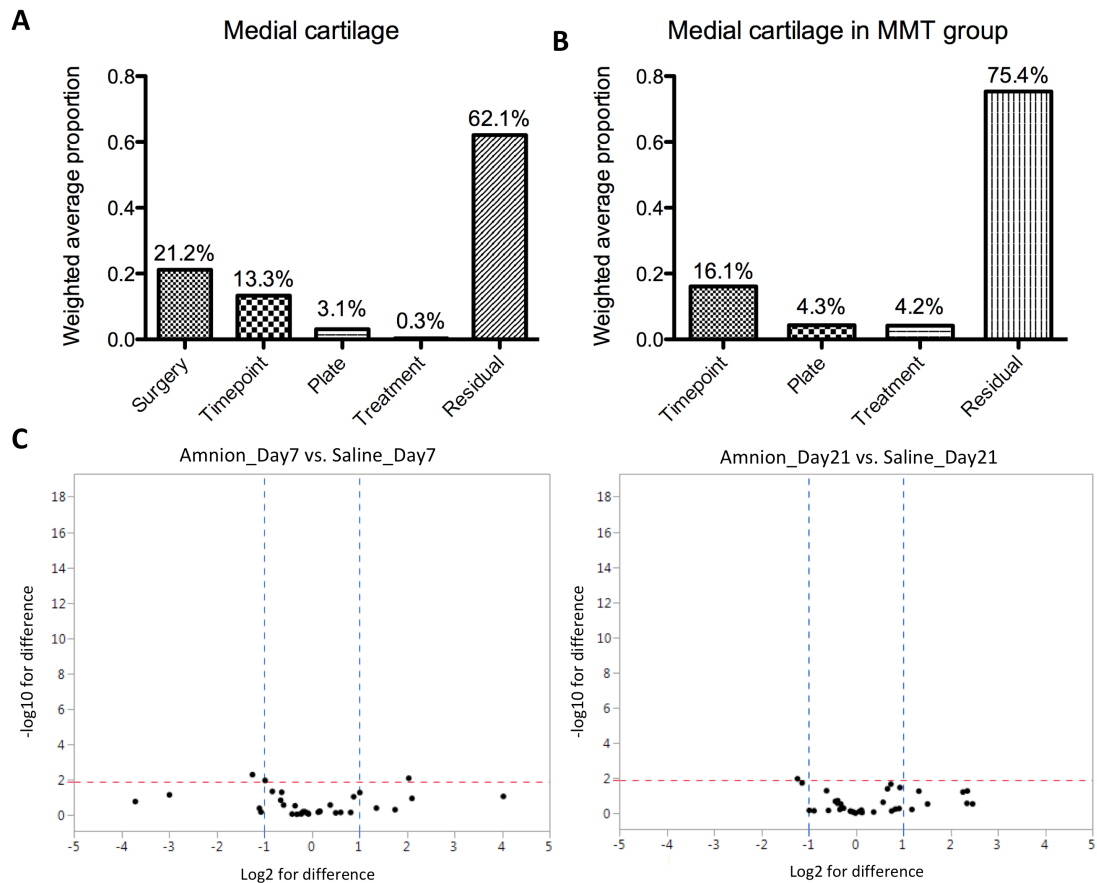 A
Medial cartilage
Weighted average proportion
0.8
0.6
0.4
0.2
0.0
21.2%
13.3%
3.1%
0.3%
62.1%
Surgery
Timepoint
Plate
Treatment
Residual
B
Medial cartilage in MMT group
Weighted average proportion
0.8
0.6
0.4
0.2
0.0
16.1%
4.3%
4.2%
75.4%
Timepoint
Plate
Treatment
Residual
C
Amnion_Day7 vs. Saline_Day7
-log10 for difference
18
16
14
12
10
8
6
4
2
0
-5 -4 -3 -2 -1 0 1 2 3 4 5
Log2 for difference
Amnion_Day21 vs. Saline_Day21
-log10 for difference
18
16
14
12
10
8
6
4
2
0
-5 -4 -3 -2 -1 0 1 2 3 4 5
Log2 for difference